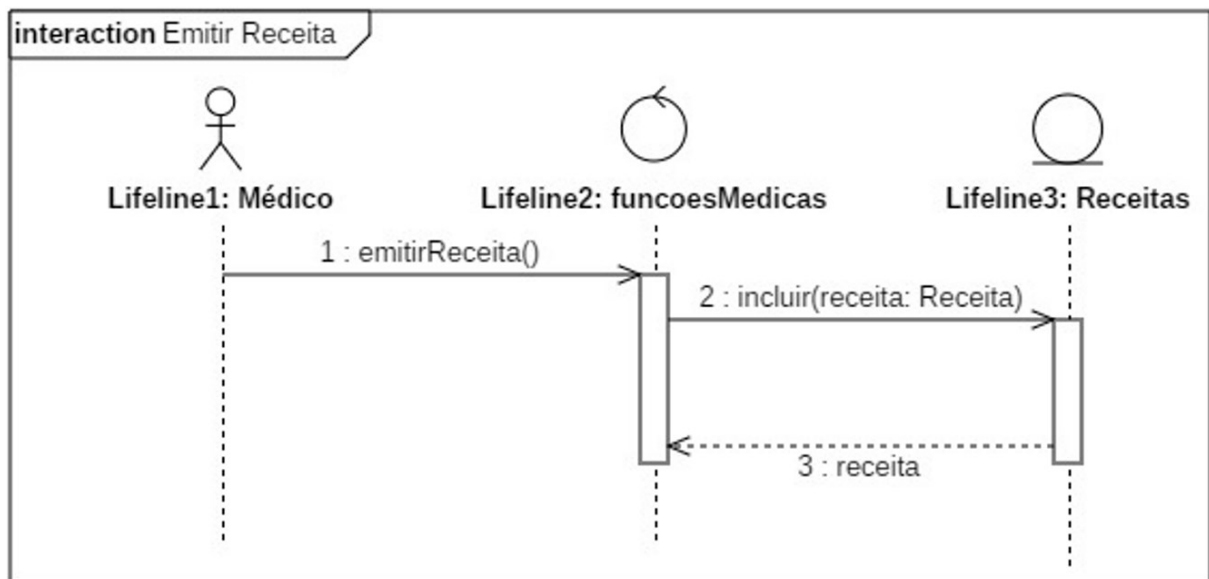 interaction Emitir Receita
Lifeline1: Médico
Lifeline2: funcoesMedicas
Lifeline3: Receitas
1 : emitirReceita()
2 : incluir(receita: Receita)
3 : receita